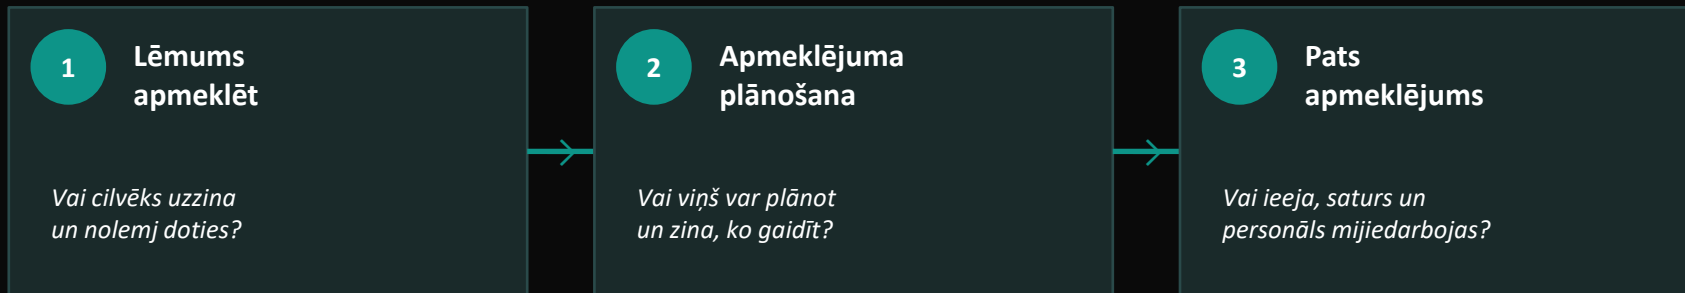 1
Lēmums
apmeklēt
Vai cilvēks uzzina
un nolemj doties?
2
Apmeklējuma
plānošana
Vai viņš var plānot
un zina, ko gaidīt?
3
Pats
apmeklējums
Vai ieeja, saturs un
personāls mijiedarbojas?